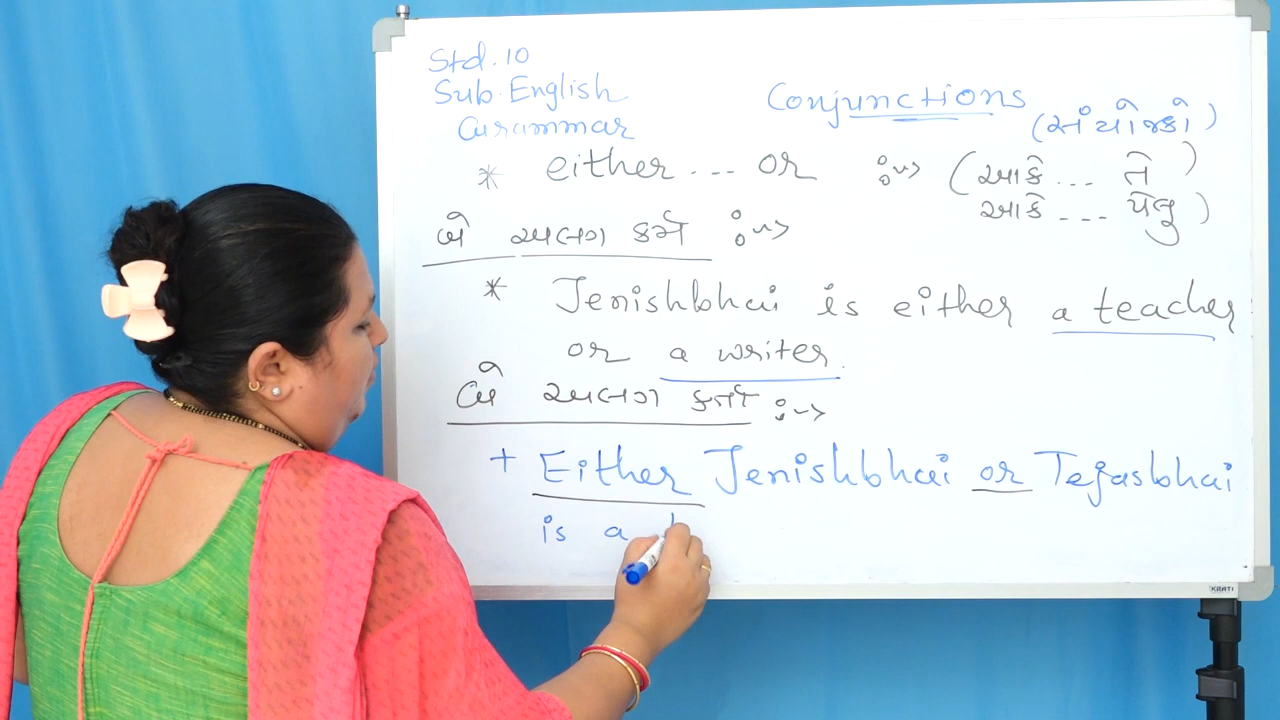 Std. 10
Sub. English
Grammar
Conjunctions
(સંયોજકો)
* either ... or :→ (આકે ... તે)
આકે ... પેલુ)
બે અલગ કર્મ :→
* Jenishbhai is either a teacher
or a writer.
બે અલગ કર્તા :→
+ Either Jenishbhai or Tejasbhai
is a t
KRATI